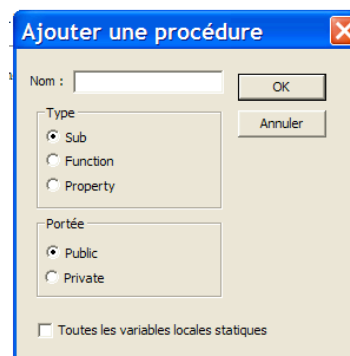 Ajouter une procédure
Nom :
OK
Annuler
Type
Sub
Function
Property
Portée
Public
Private
Toutes les variables locales statiques